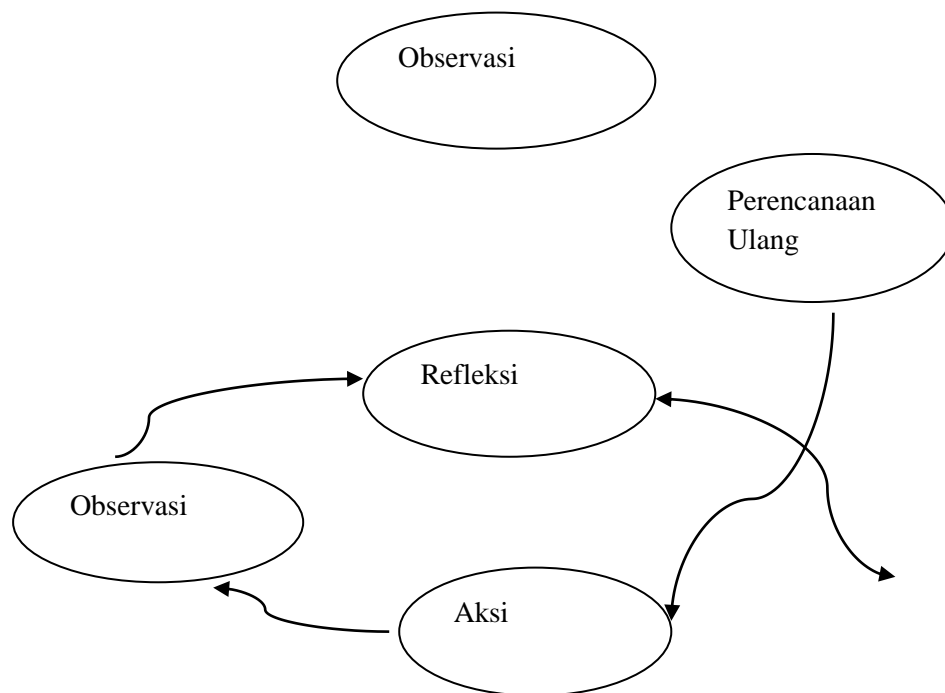 Observasi
Perencanaan
Ulang
Refleksi
Observasi
Aksi